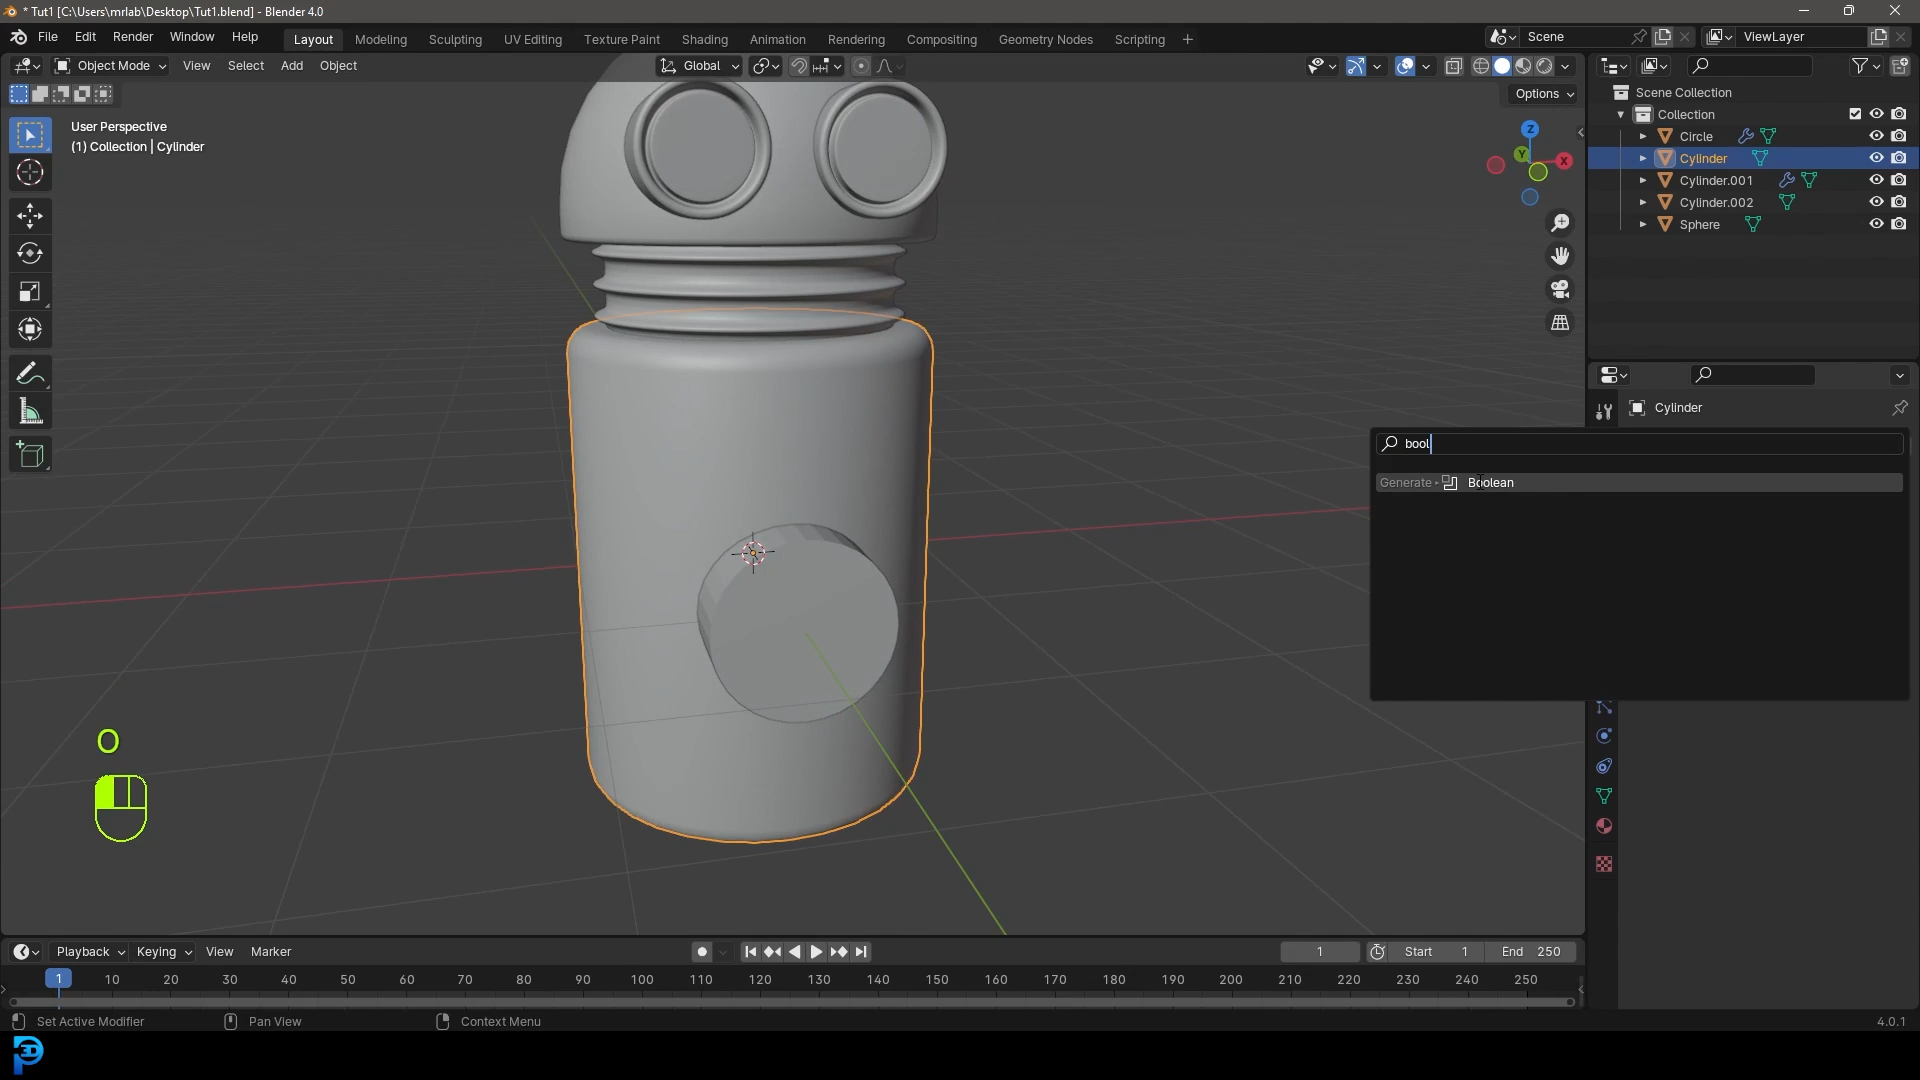 * Tut1 [C:\Users\mrlab\Desktop\Tut1.blend] - Blender 4.0
File Edit Render Window Help Layout Modeling Sculpting UV Editing Texture Paint Shading Animation Rendering Compositing Geometry Nodes Scripting + Scene ViewLayer
Object Mode View Select Add Object Global
Options
User Perspective
(1) Collection | Cylinder
Z
Y
X
Scene Collection
Collection
Circle
Cylinder
Cylinder.001
Cylinder.002
Sphere
Cylinder
bool
Generate Boolean
O
Playback Keying View Marker 1 Start 1 End 250
1 10 20 30 40 50 60 70 80 90 100 110 120 130 140 150 160 170 180 190 200 210 220 230 240 250
Set Active Modifier Pan View Context Menu 4.0.1
3D